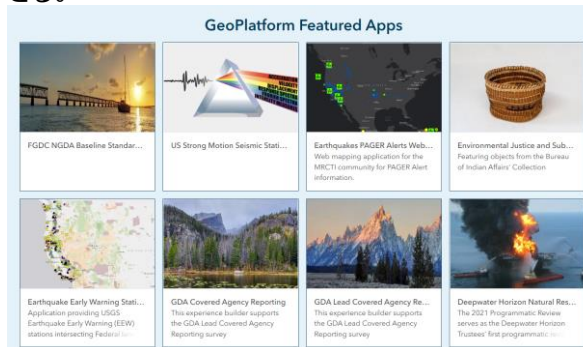 GeoPlatform Featured Apps
FGDC NGDA Baseline Standar...
US Strong Motion Seismic Stati...
Earthquakes PAGER Alerts Web...
Web mapping application for the
MRCTI community for PAGER Alert
information.
Environmental Justice and Sub...
Featuring objects from the Bureau
of Indian Affairs' Collection
Earthquake Early Warning Stati...
Application providing USGS
Earthquake Early Warning (EEW)
stations intersecting Federal
GDA Covered Agency Reporting
This experience builder supports
the GDA Lead Covered Agency
Reporting survey
GDA Lead Covered Agency Re...
This experience builder supports
the GDA Lead Covered Agency
Reporting survey
Deepwater Horizon Natural Res...
The 2021 Programmatic Review
serves as the Deepwater Horizon
Trustees' first programmatic